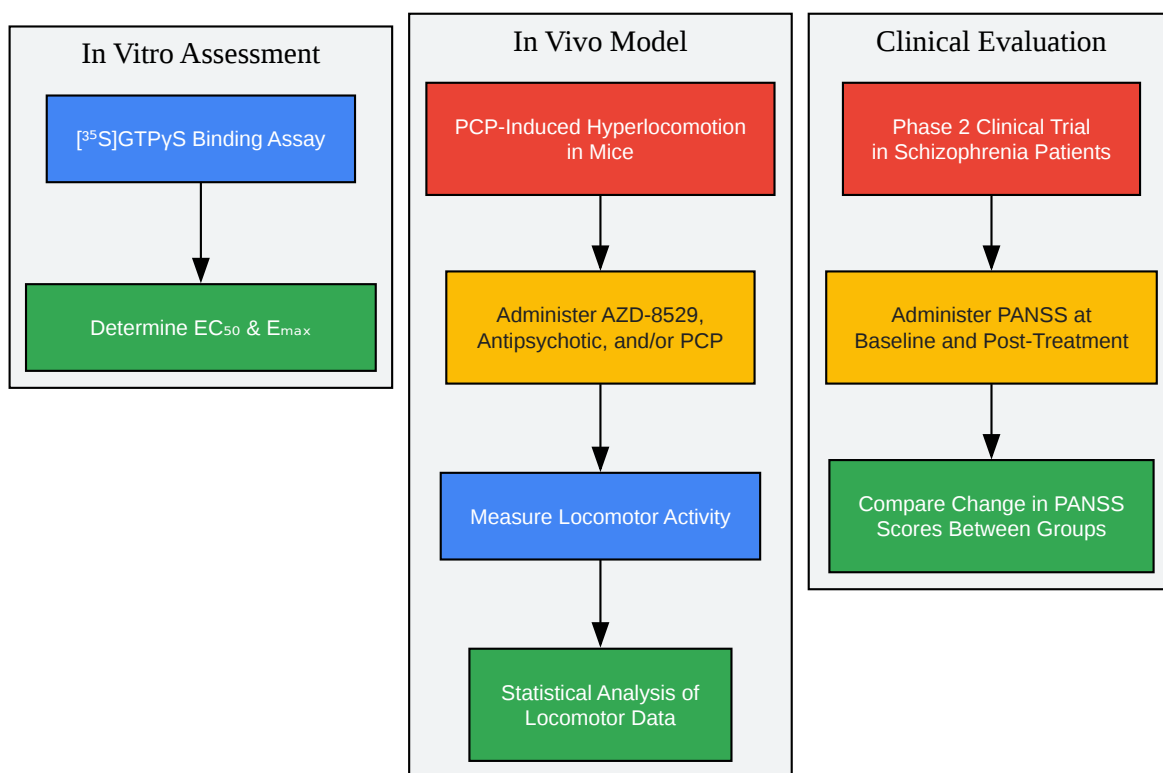 In Vitro Assessment
[³⁵S]GTPγS Binding Assay
Determine EC₅₀ & Eₘₐₓ
In Vivo Model
PCP-Induced Hyperlocomotion
in Mice
Administer AZD-8529,
Antipsychotic, and/or PCP
Measure Locomotor Activity
Statistical Analysis of
Locomotor Data
Clinical Evaluation
Phase 2 Clinical Trial
in Schizophrenia Patients
Administer PANSS at
Baseline and Post-Treatment
Compare Change in PANSS
Scores Between Groups